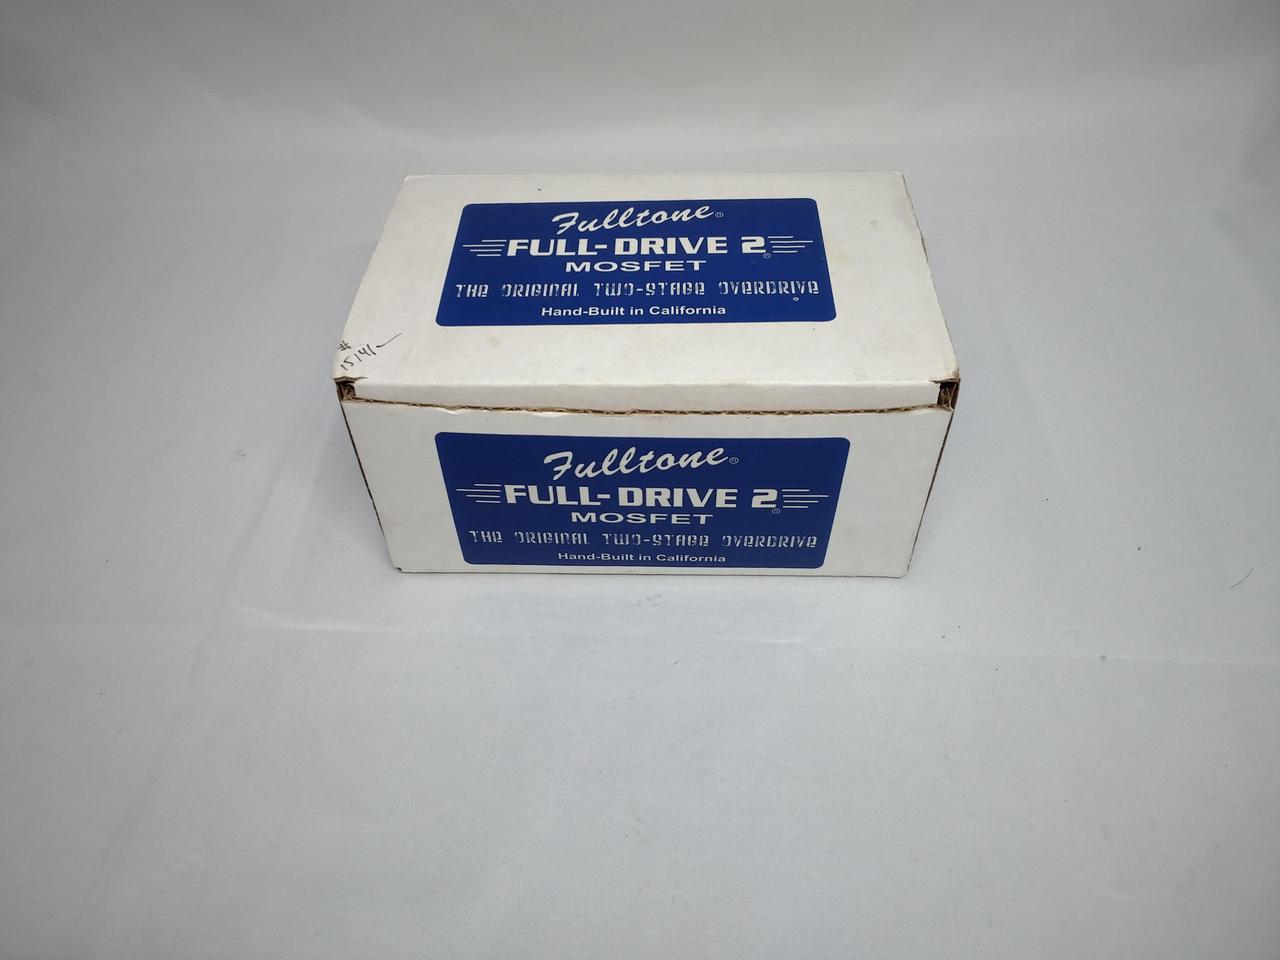 Fulltone®
FULL-DRIVE 2®
MOSFET
THE ORIGINAL TWO-STAGE OVERDRIVE®
Hand-Built in California
#
Fulltone®
FULL-DRIVE 2®
MOSFET
THE ORIGINAL TWO-STAGE OVERDRIVE
Hand-Built in California